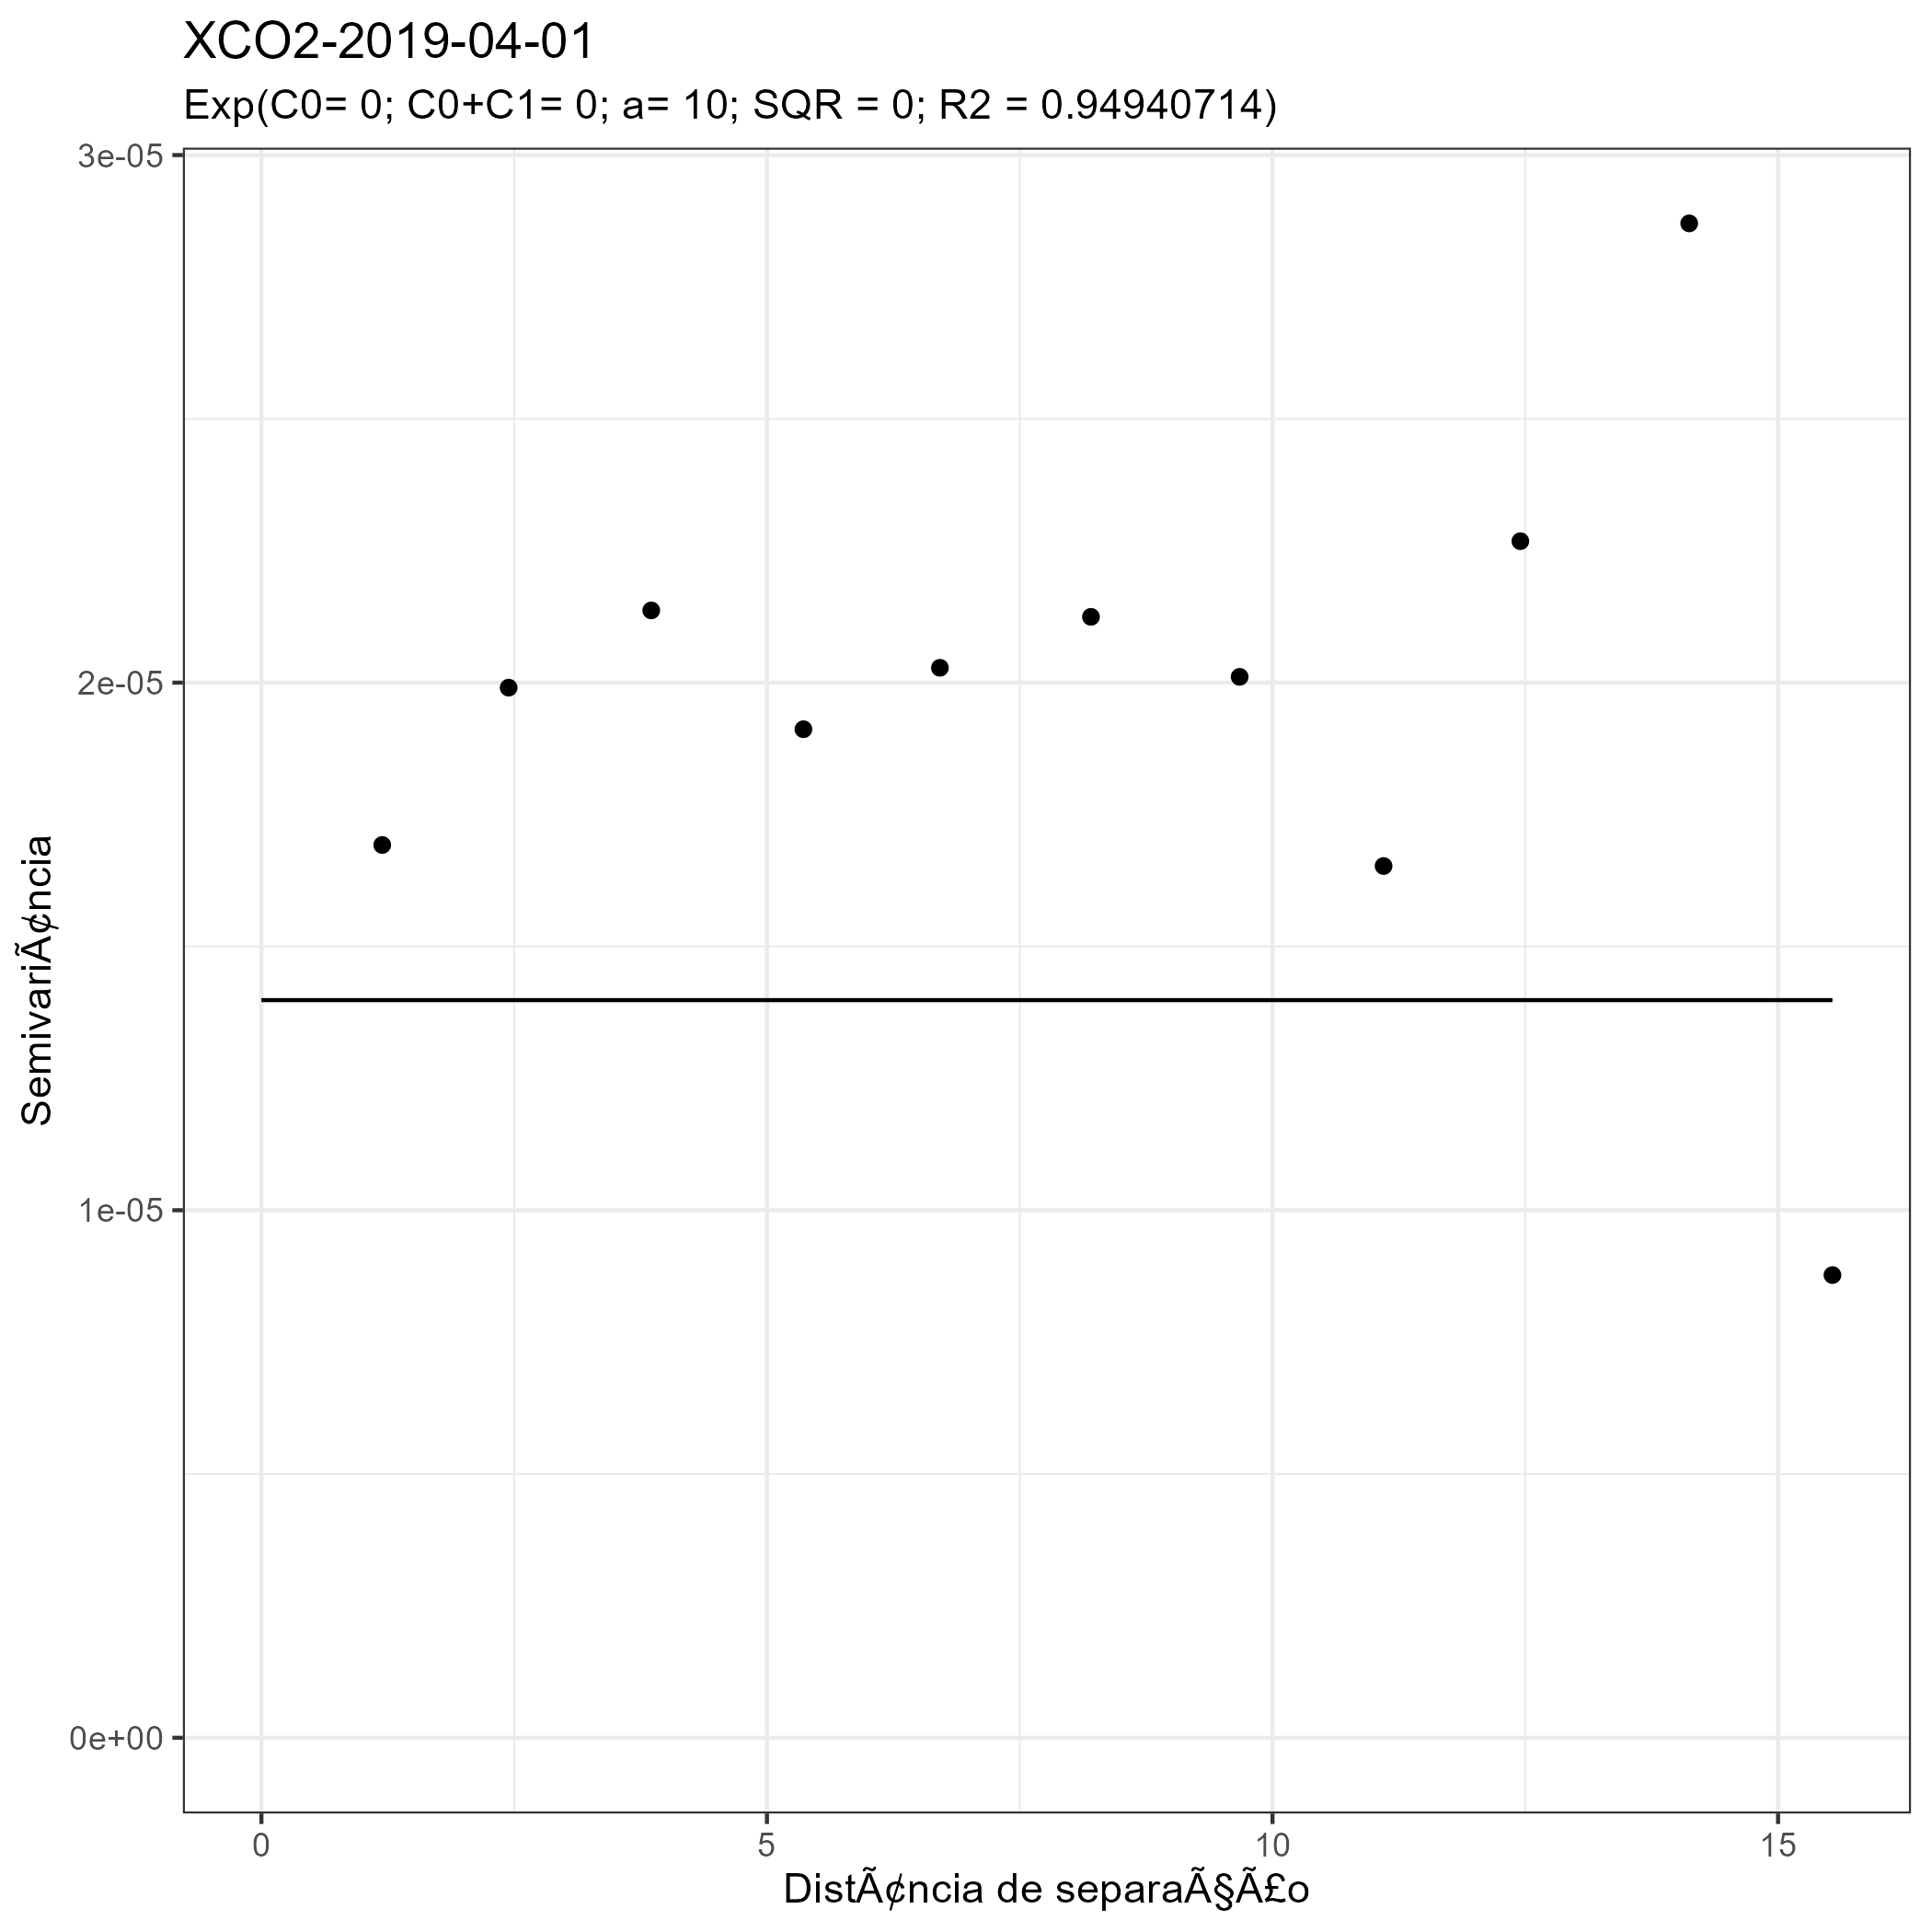 XCO2-2019-04-01
Exp(C0= 0; C0+C1= 0; a= 10; SQR = 0; R2 = 0.94940714)
3e-05
2e-05
1e-05
0e+00
SemivariÃ¢ncia
0
5
10
15
DistÃ¢ncia de separaÃ§Ã£o